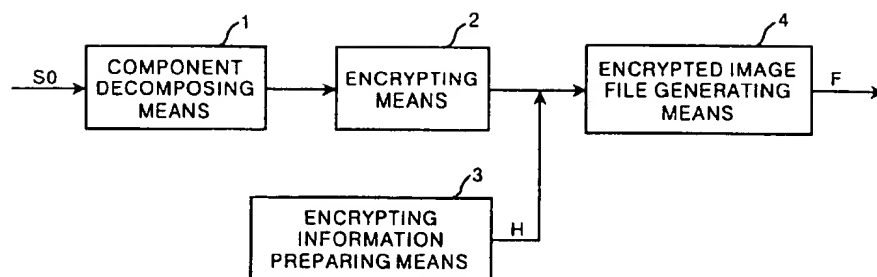 1
2
4
S0
COMPONENT
DECOMPOSING
MEANS
ENCRYPTING
MEANS
ENCRYPTED IMAGE
FILE GENERATING
MEANS
F
3
ENCRYPTING
INFORMATION
PREPARING MEANS
H